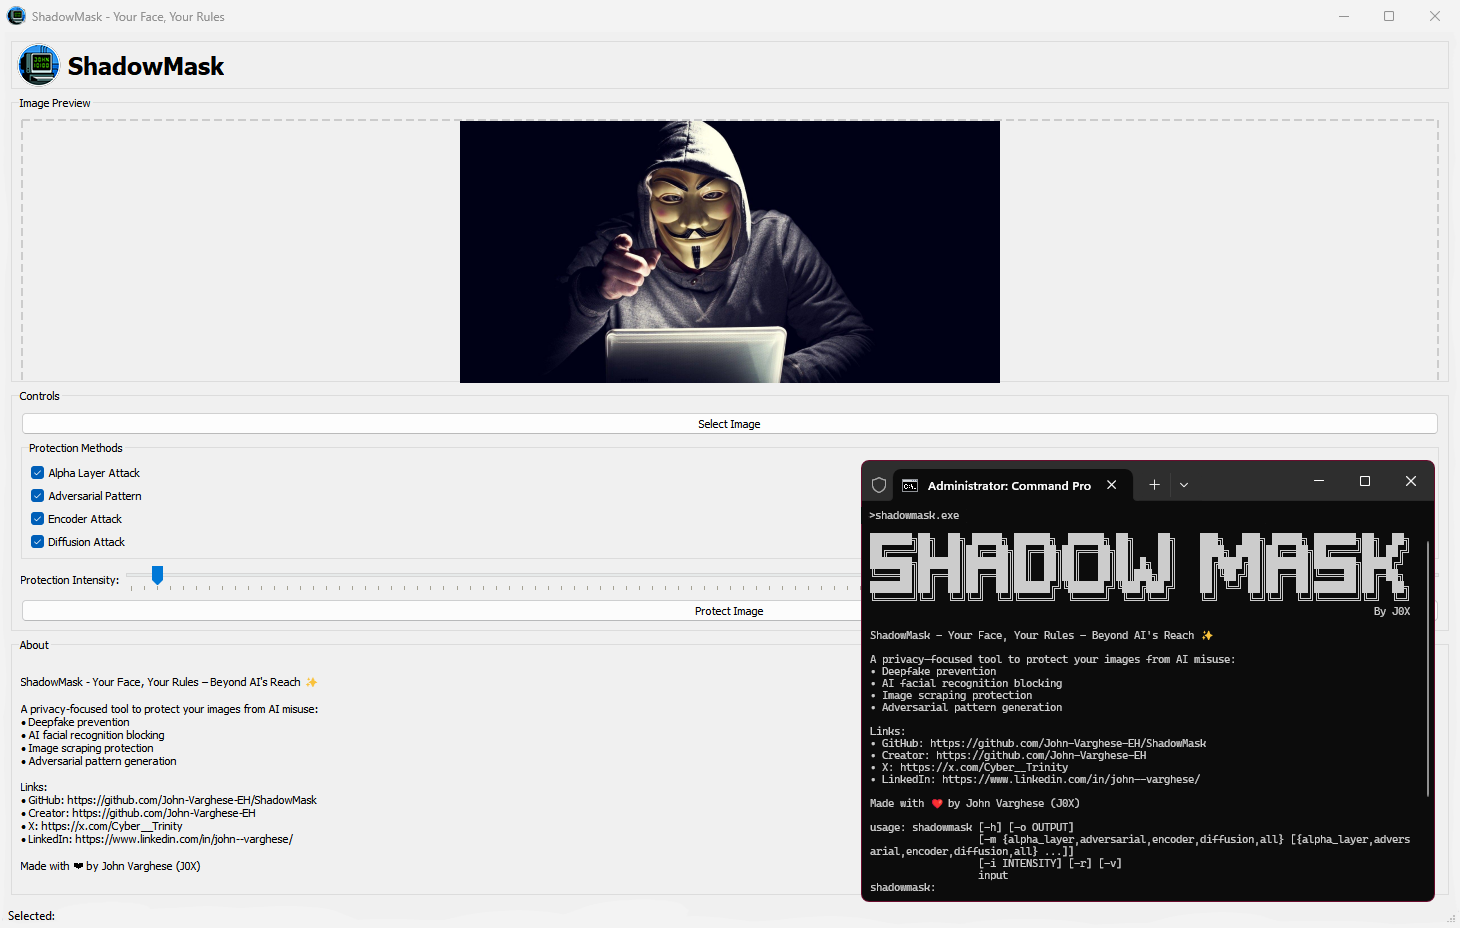 ShadowMask - Your Face, Your Rules
JOHN
10100
ShadowMask
Image Preview
Controls
Select Image
Protection Methods
Alpha Layer Attack
Adversarial Pattern
Encoder Attack
Diffusion Attack
Protection Intensity:
Protect Image
About
ShadowMask - Your Face, Your Rules – Beyond AI's Reach ✨
A privacy-focused tool to protect your images from AI misuse:
• Deepfake prevention
• AI facial recognition blocking
• Image scraping protection
• Adversarial pattern generation
Links:
• GitHub: https://github.com/John-Varghese-EH/ShadowMask
• Creator: https://github.com/John-Varghese-EH
• X: https://x.com/Cyber__Trinity
• LinkedIn: https://www.linkedin.com/in/john--varghese/
Made with ❤ by John Varghese (J0X)
Selected:
Administrator: Command Pro
>shadowmask.exe
SHADOW MASK
By J0X
ShadowMask - Your Face, Your Rules – Beyond AI's Reach ✨
A privacy-focused tool to protect your images from AI misuse:
• Deepfake prevention
• AI facial recognition blocking
• Image scraping protection
• Adversarial pattern generation
Links:
• GitHub: https://github.com/John-Varghese-EH/ShadowMask
• Creator: https://github.com/John-Varghese-EH
• X: https://x.com/Cyber__Trinity
• LinkedIn: https://www.linkedin.com/in/john--varghese/
Made with ❤️ by John Varghese (J0X)
usage: shadowmask [-h] [-o OUTPUT]
[-m {alpha_layer,adversarial,encoder,diffusion,all} [{alpha_layer,advers
arial,encoder,diffusion,all} ...]]
[-i INTENSITY] [-r] [-v]
input
shadowmask: